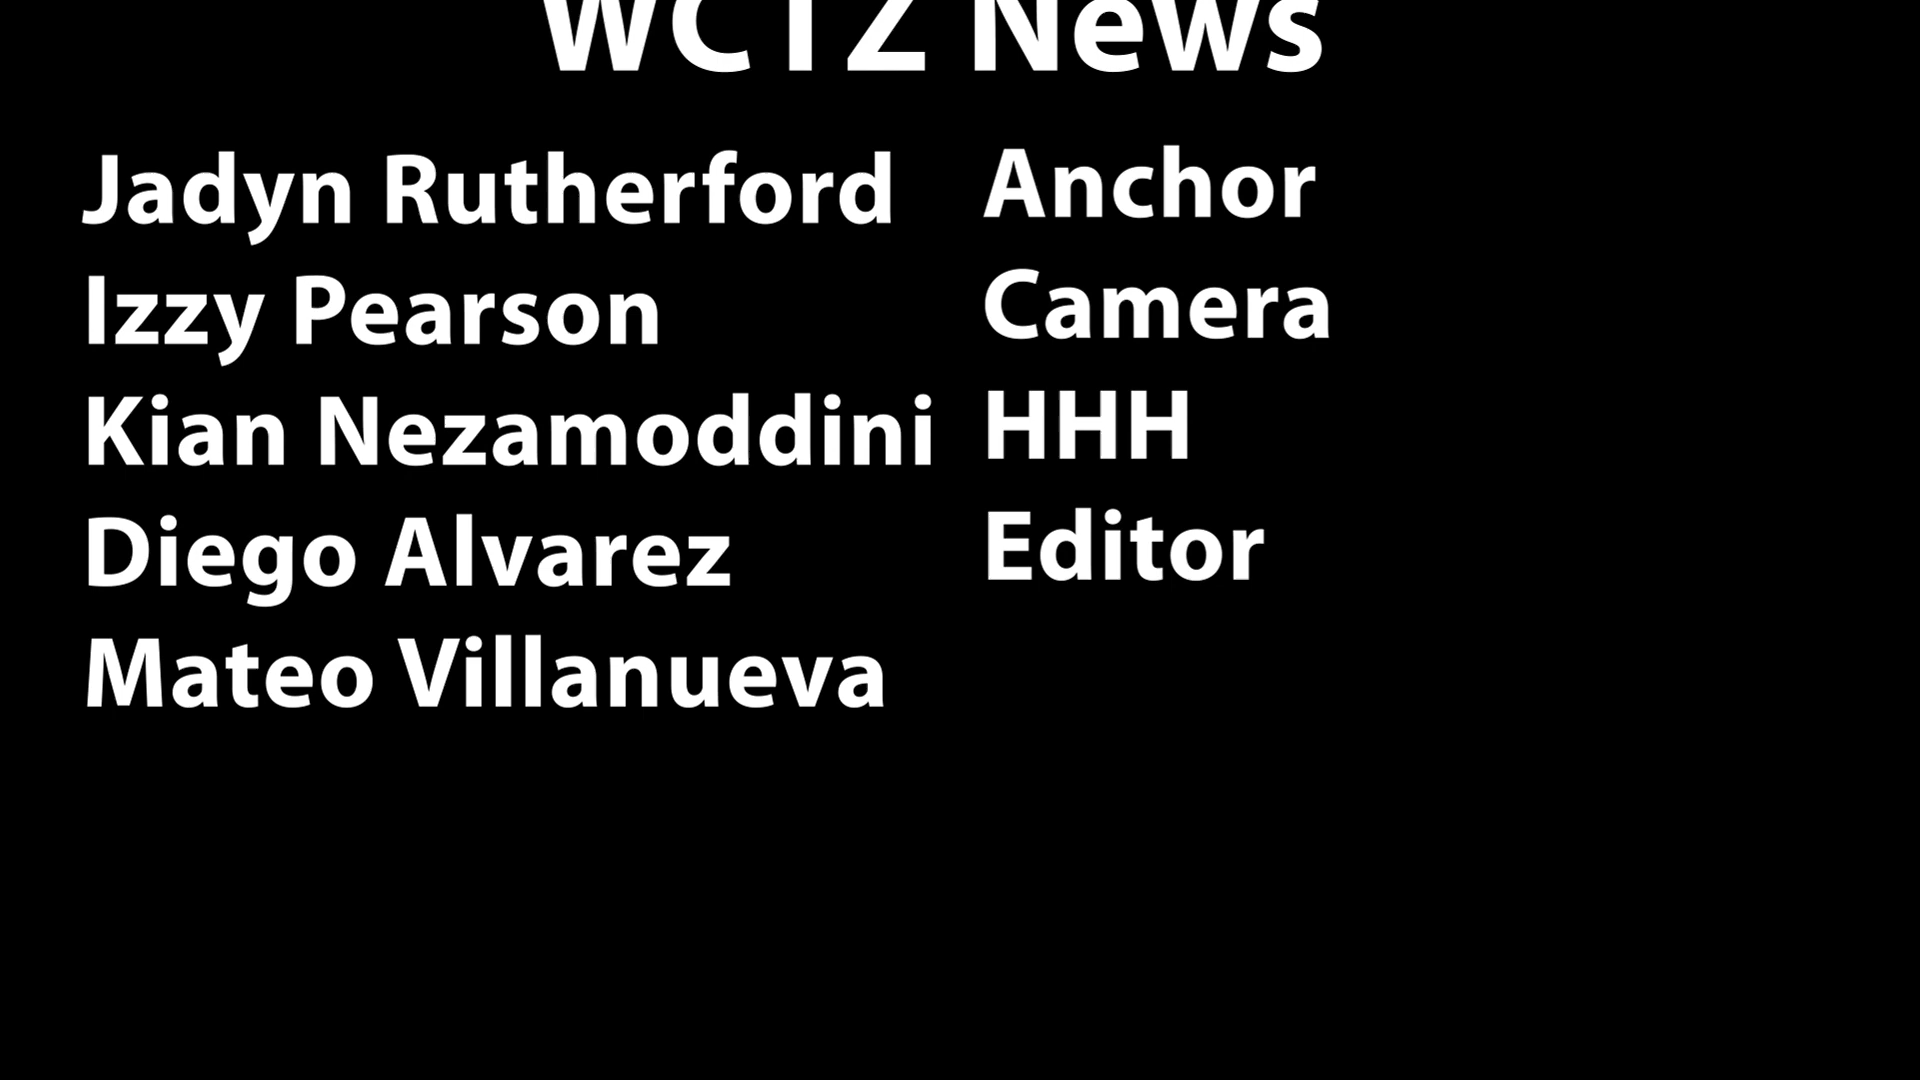 WCTZ News
Jadyn Rutherford Anchor
Izzy Pearson Camera
Kian Nezamoddini HHH
Diego Alvarez Editor
Mateo Villanueva